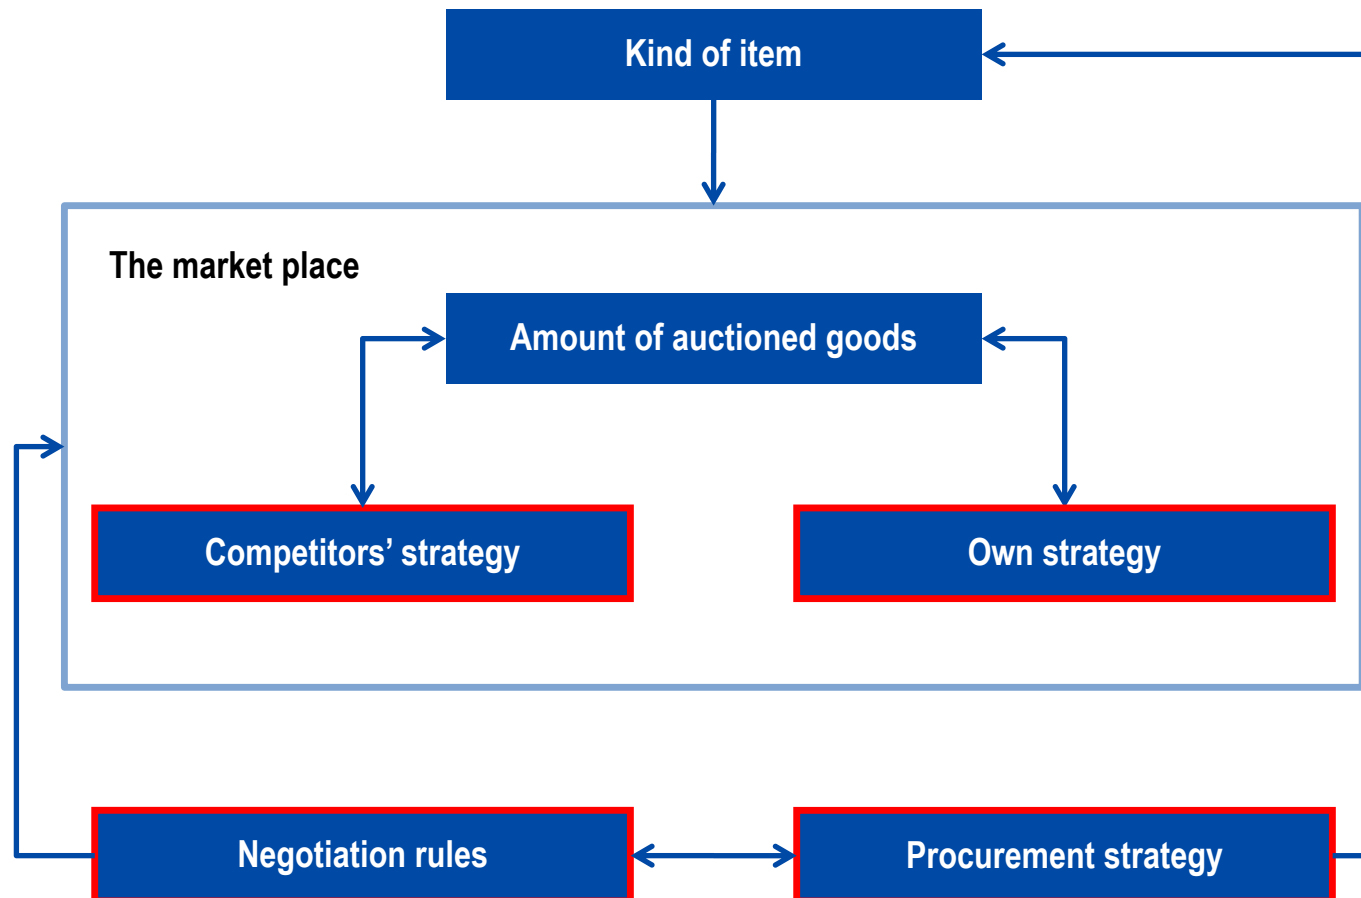 Kind of item
The market place
Amount of auctioned goods
Competitors’ strategy
Own strategy
Negotiation rules
Procurement strategy